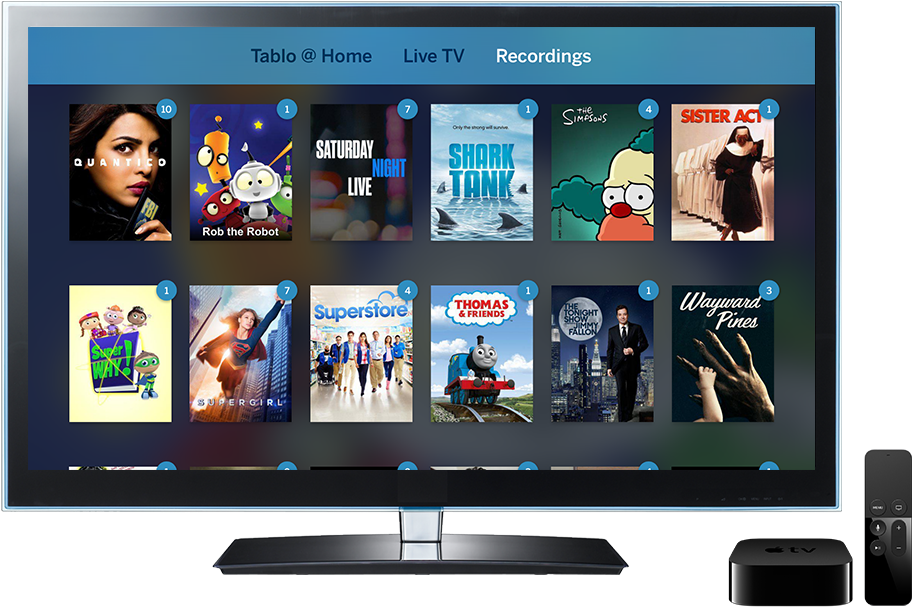 Tablo @ Home Live TV Recordings
10 1 7 1 4 1
QUANTICO
FBI
Rob the Robot
SATURDAY
NIGHT
LIVE
Only the strong will survive.
SHARK
TANK
the
SIMPSONS
SISTER ACT
1 7 4 1 1 3
Super
WHY!
SUPERGIRL
Superstore
THOMAS
& FRIENDS
THE
TONIGHT
SHOW
JIMMY
FALLON
Wayward
Pines
MENU
tv